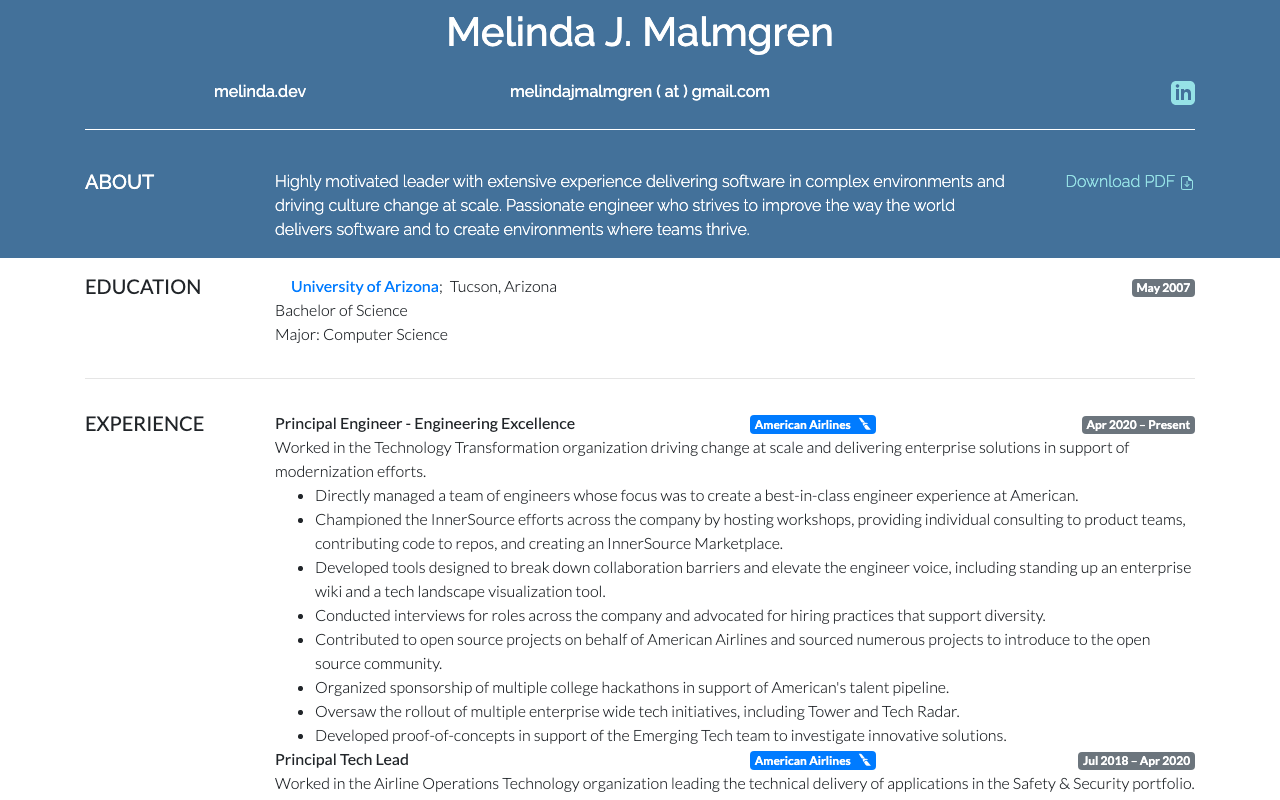 Melinda J. Malmgren
melinda.dev melindajmalmgren ( at ) gmail.com in
ABOUT Highly motivated leader with extensive experience delivering software in complex environments and Download PDF
driving culture change at scale. Passionate engineer who strives to improve the way the world
delivers software and to create environments where teams thrive.
EDUCATION University of Arizona; Tucson, Arizona May 2007
Bachelor of Science
Major: Computer Science
EXPERIENCE Principal Engineer - Engineering Excellence American Airlines Apr 2020 – Present
Worked in the Technology Transformation organization driving change at scale and delivering enterprise solutions in support of
modernization efforts.
• Directly managed a team of engineers whose focus was to create a best-in-class engineer experience at American.
• Championed the InnerSource efforts across the company by hosting workshops, providing individual consulting to product teams,
contributing code to repos, and creating an InnerSource Marketplace.
• Developed tools designed to break down collaboration barriers and elevate the engineer voice, including standing up an enterprise
wiki and a tech landscape visualization tool.
• Conducted interviews for roles across the company and advocated for hiring practices that support diversity.
• Contributed to open source projects on behalf of American Airlines and sourced numerous projects to introduce to the open
source community.
• Organized sponsorship of multiple college hackathons in support of American's talent pipeline.
• Oversaw the rollout of multiple enterprise wide tech initiatives, including Tower and Tech Radar.
• Developed proof-of-concepts in support of the Emerging Tech team to investigate innovative solutions.
Principal Tech Lead American Airlines Jul 2018 – Apr 2020
Worked in the Airline Operations Technology organization leading the technical delivery of applications in the Safety & Security portfolio.